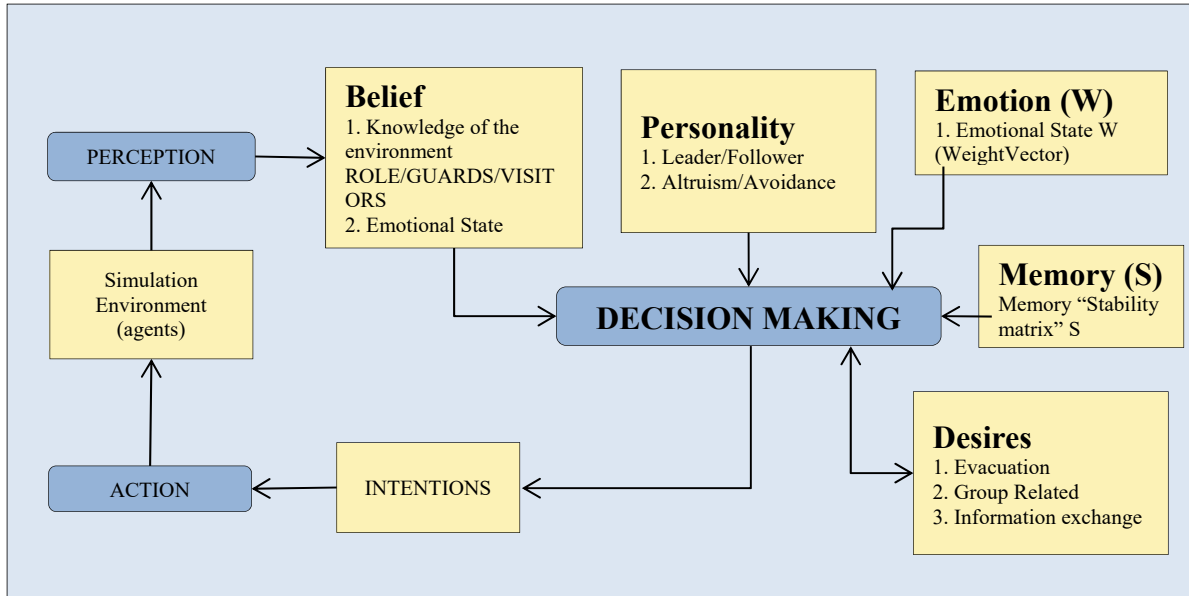 PERCEPTION
Belief
1. Knowledge of the
environment
ROLE/GUARDS/VISIT
ORS
2. Emotional State
Personality
1. Leader/Follower
2. Altruism/Avoidance
Emotion (W)
1. Emotional State W
(WeightVector)
Simulation
Environment
(agents)
DECISION MAKING
Memory (S)
Memory “Stability
matrix” S
Desires
1. Evacuation
2. Group Related
3. Information exchange
INTENTIONS
ACTION